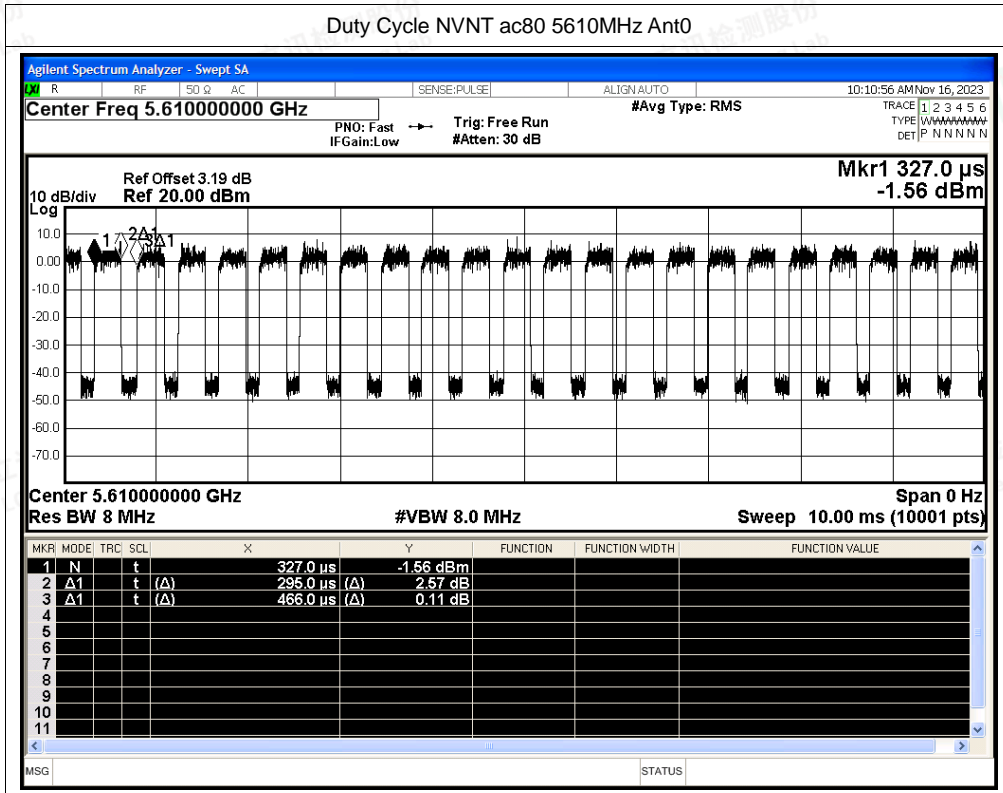 Duty Cycle NVNT ac80 5610MHz Ant0
Agilent Spectrum Analyzer - Swept SA
LXI R RF 50 Ω AC SENSE:PULSE ALIGN AUTO 10:10:56 AM Nov 16, 2023
Center Freq 5.610000000 GHz #Avg Type: RMS TRACE 1 2 3 4 5 6
PNO: Fast Trig: Free Run TYPE WWWWWW
IFGain:Low #Atten: 30 dB DET P N N N N N
Mkr1 327.0 µs
Ref Offset 3.19 dB
10 dB/div Ref 20.00 dBm -1.56 dBm
Log
10.0
1 2Δ1 3Δ1
0.00
-10.0
-20.0
-30.0
-40.0
-50.0
-60.0
-70.0
Center 5.610000000 GHz Span 0 Hz
Res BW 8 MHz #VBW 8.0 MHz Sweep 10.00 ms (10001 pts)
MKR MODE TRC SCL X Y FUNCTION FUNCTION WIDTH FUNCTION VALUE
1 N t 327.0 µs -1.56 dBm
2 Δ1 t (Δ) 295.0 µs (Δ) 2.57 dB
3 Δ1 t (Δ) 466.0 µs (Δ) 0.11 dB
4
5
6
7
8
9
10
11
MSG STATUS